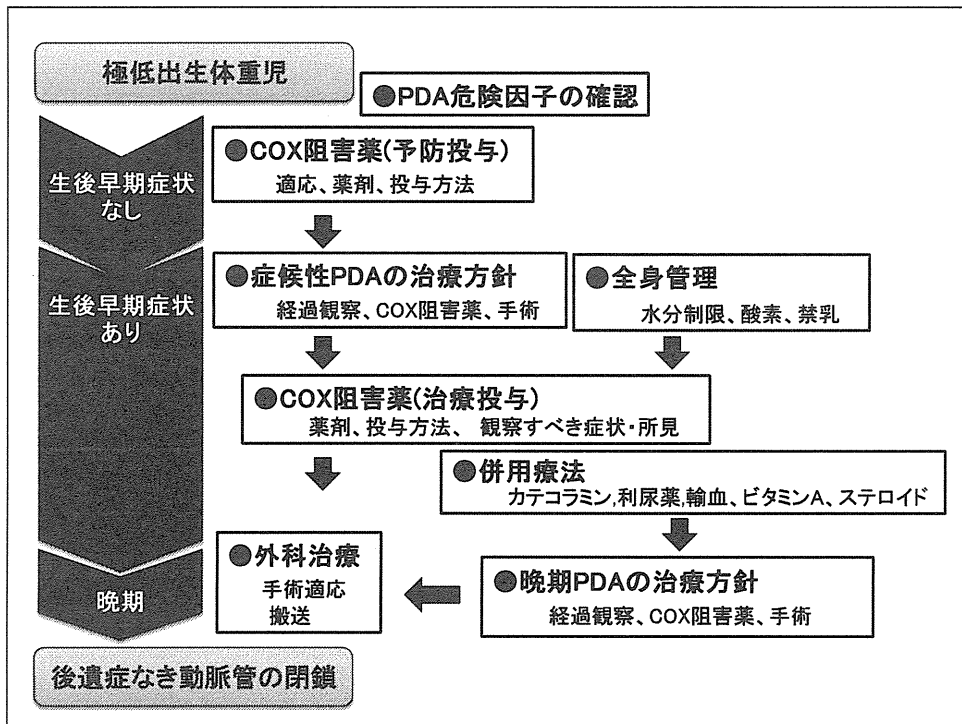 極低出生体重児
●PDA危険因子の確認
●COX阻害薬(予防投与)
適応、薬剤、投与方法
生後早期症状
なし
●症候性PDAの治療方針
経過観察、COX阻害薬、手術
●全身管理
水分制限、酸素、禁乳
生後早期症状
あり
●COX阻害薬(治療投与)
薬剤、投与方法、 観察すべき症状・所見
●併用療法
カテコラミン,利尿薬,輸血、ビタミンA、ステロイド
●外科治療
手術適応
搬送
●晩期PDAの治療方針
経過観察、COX阻害薬、手術
晩期
後遺症なき動脈管の閉鎖